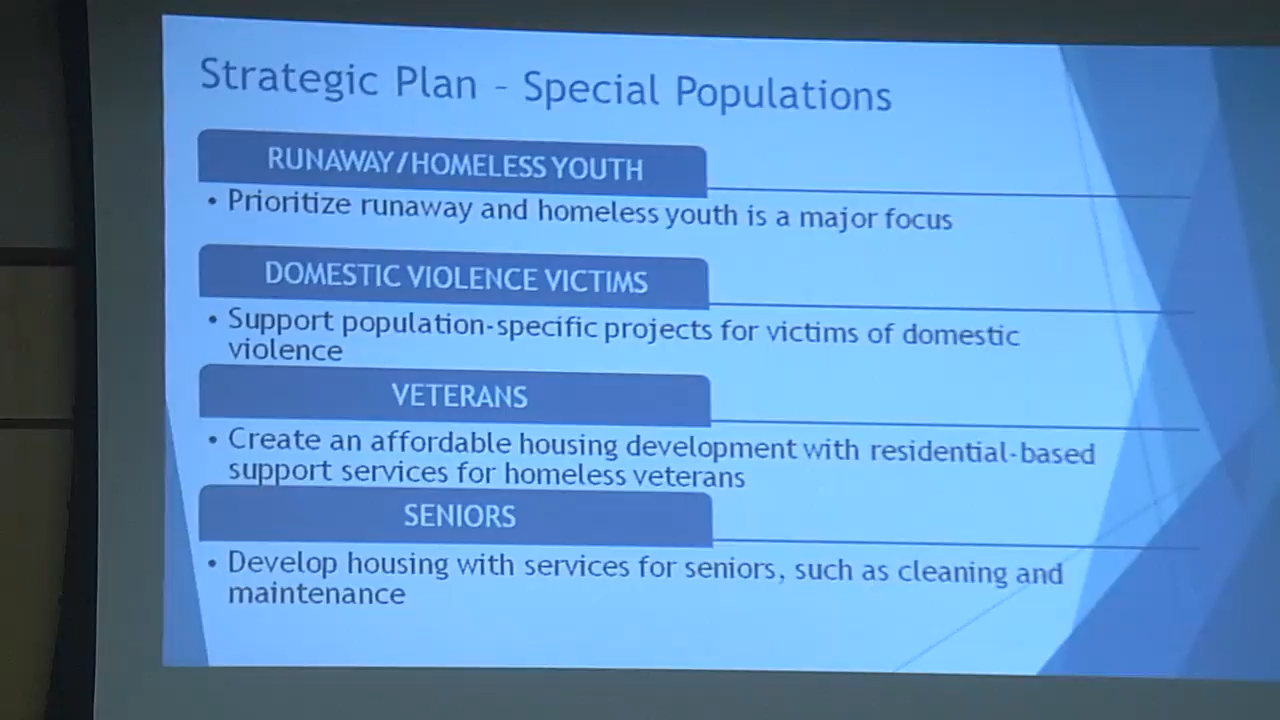 Strategic Plan – Special Populations
RUNAWAY/HOMELESS YOUTH
• Prioritize runaway and homeless youth is a major focus
DOMESTIC VIOLENCE VICTIMS
• Support population-specific projects for victims of domestic
violence
VETERANS
• Create an affordable housing development with residential-based
support services for homeless veterans
SENIORS
• Develop housing with services for seniors, such as cleaning and
maintenance